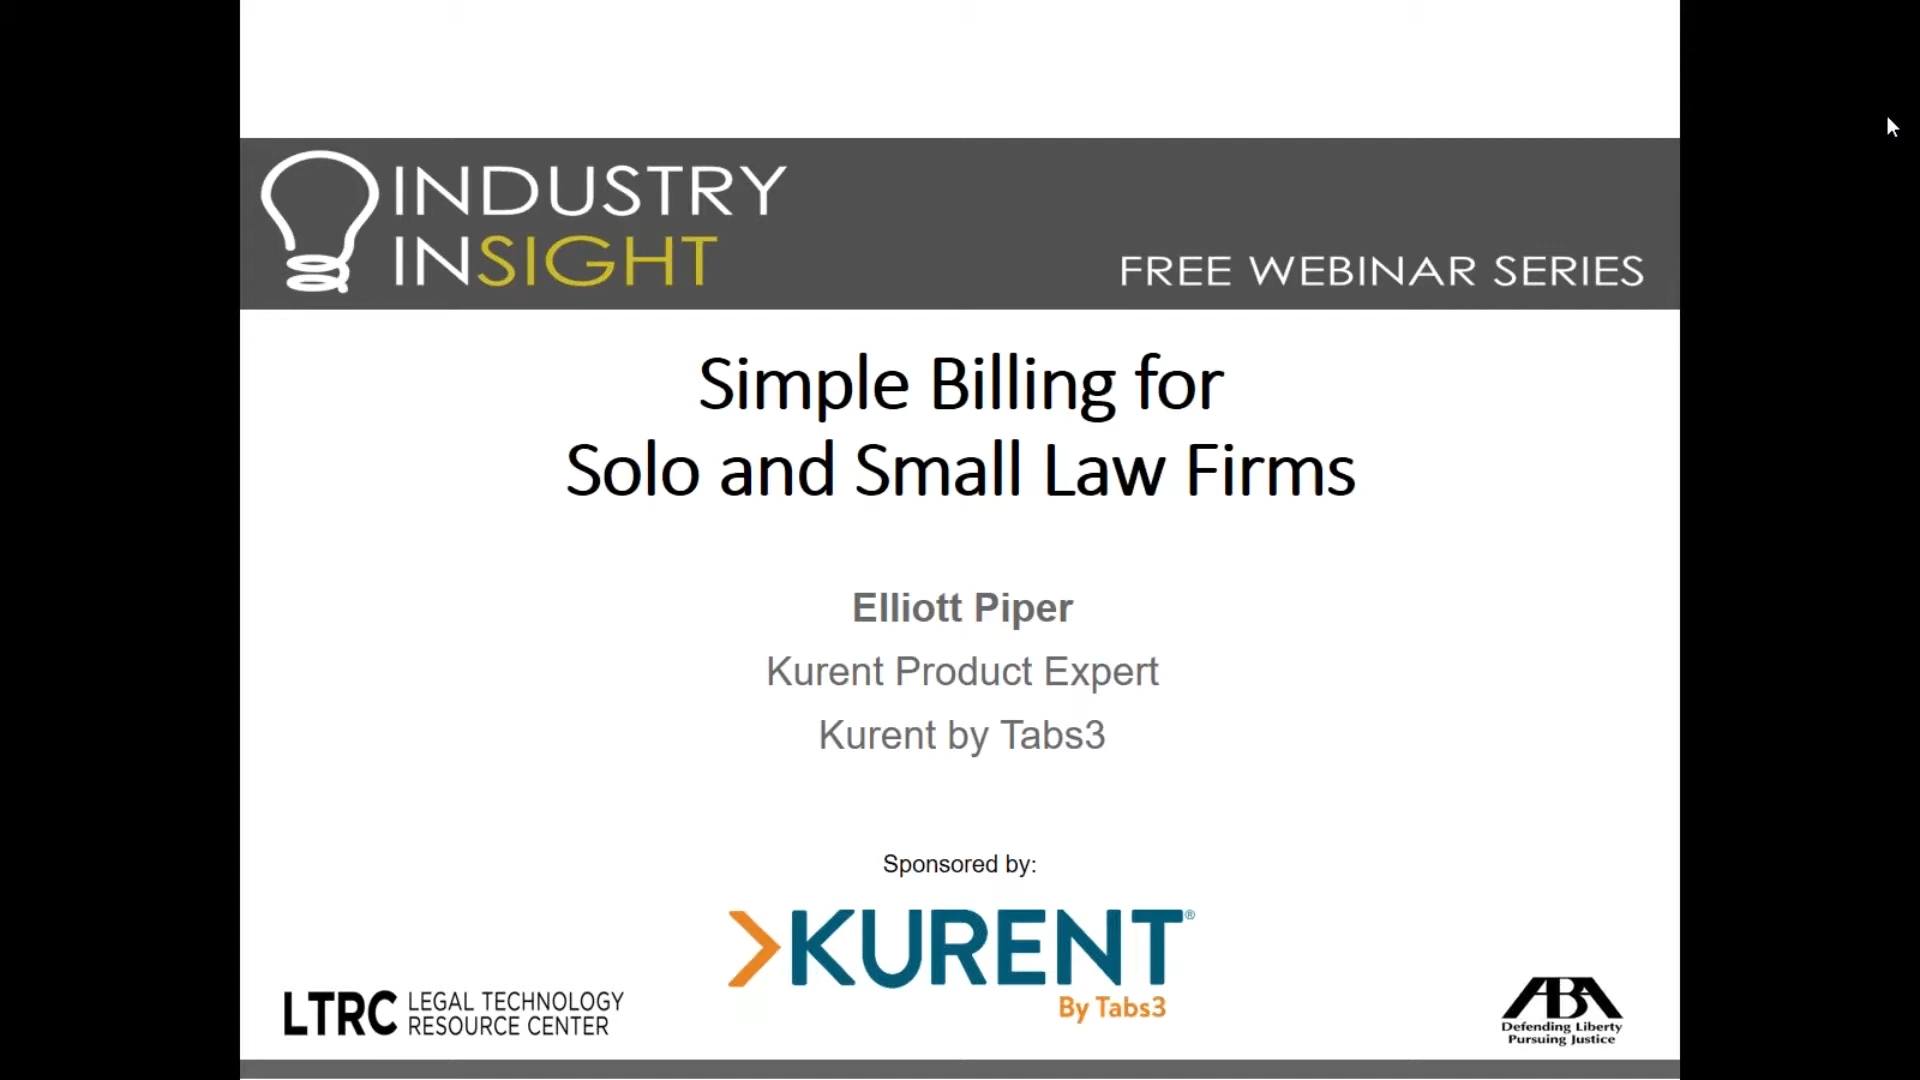 INDUSTRY
INSIGHT
FREE WEBINAR SERIES
Simple Billing for
Solo and Small Law Firms
Elliott Piper
Kurent Product Expert
Kurent by Tabs3
Sponsored by:
KURENT®
By Tabs3
LTRC LEGAL TECHNOLOGY
RESOURCE CENTER
ABA
Defending Liberty
Pursuing Justice